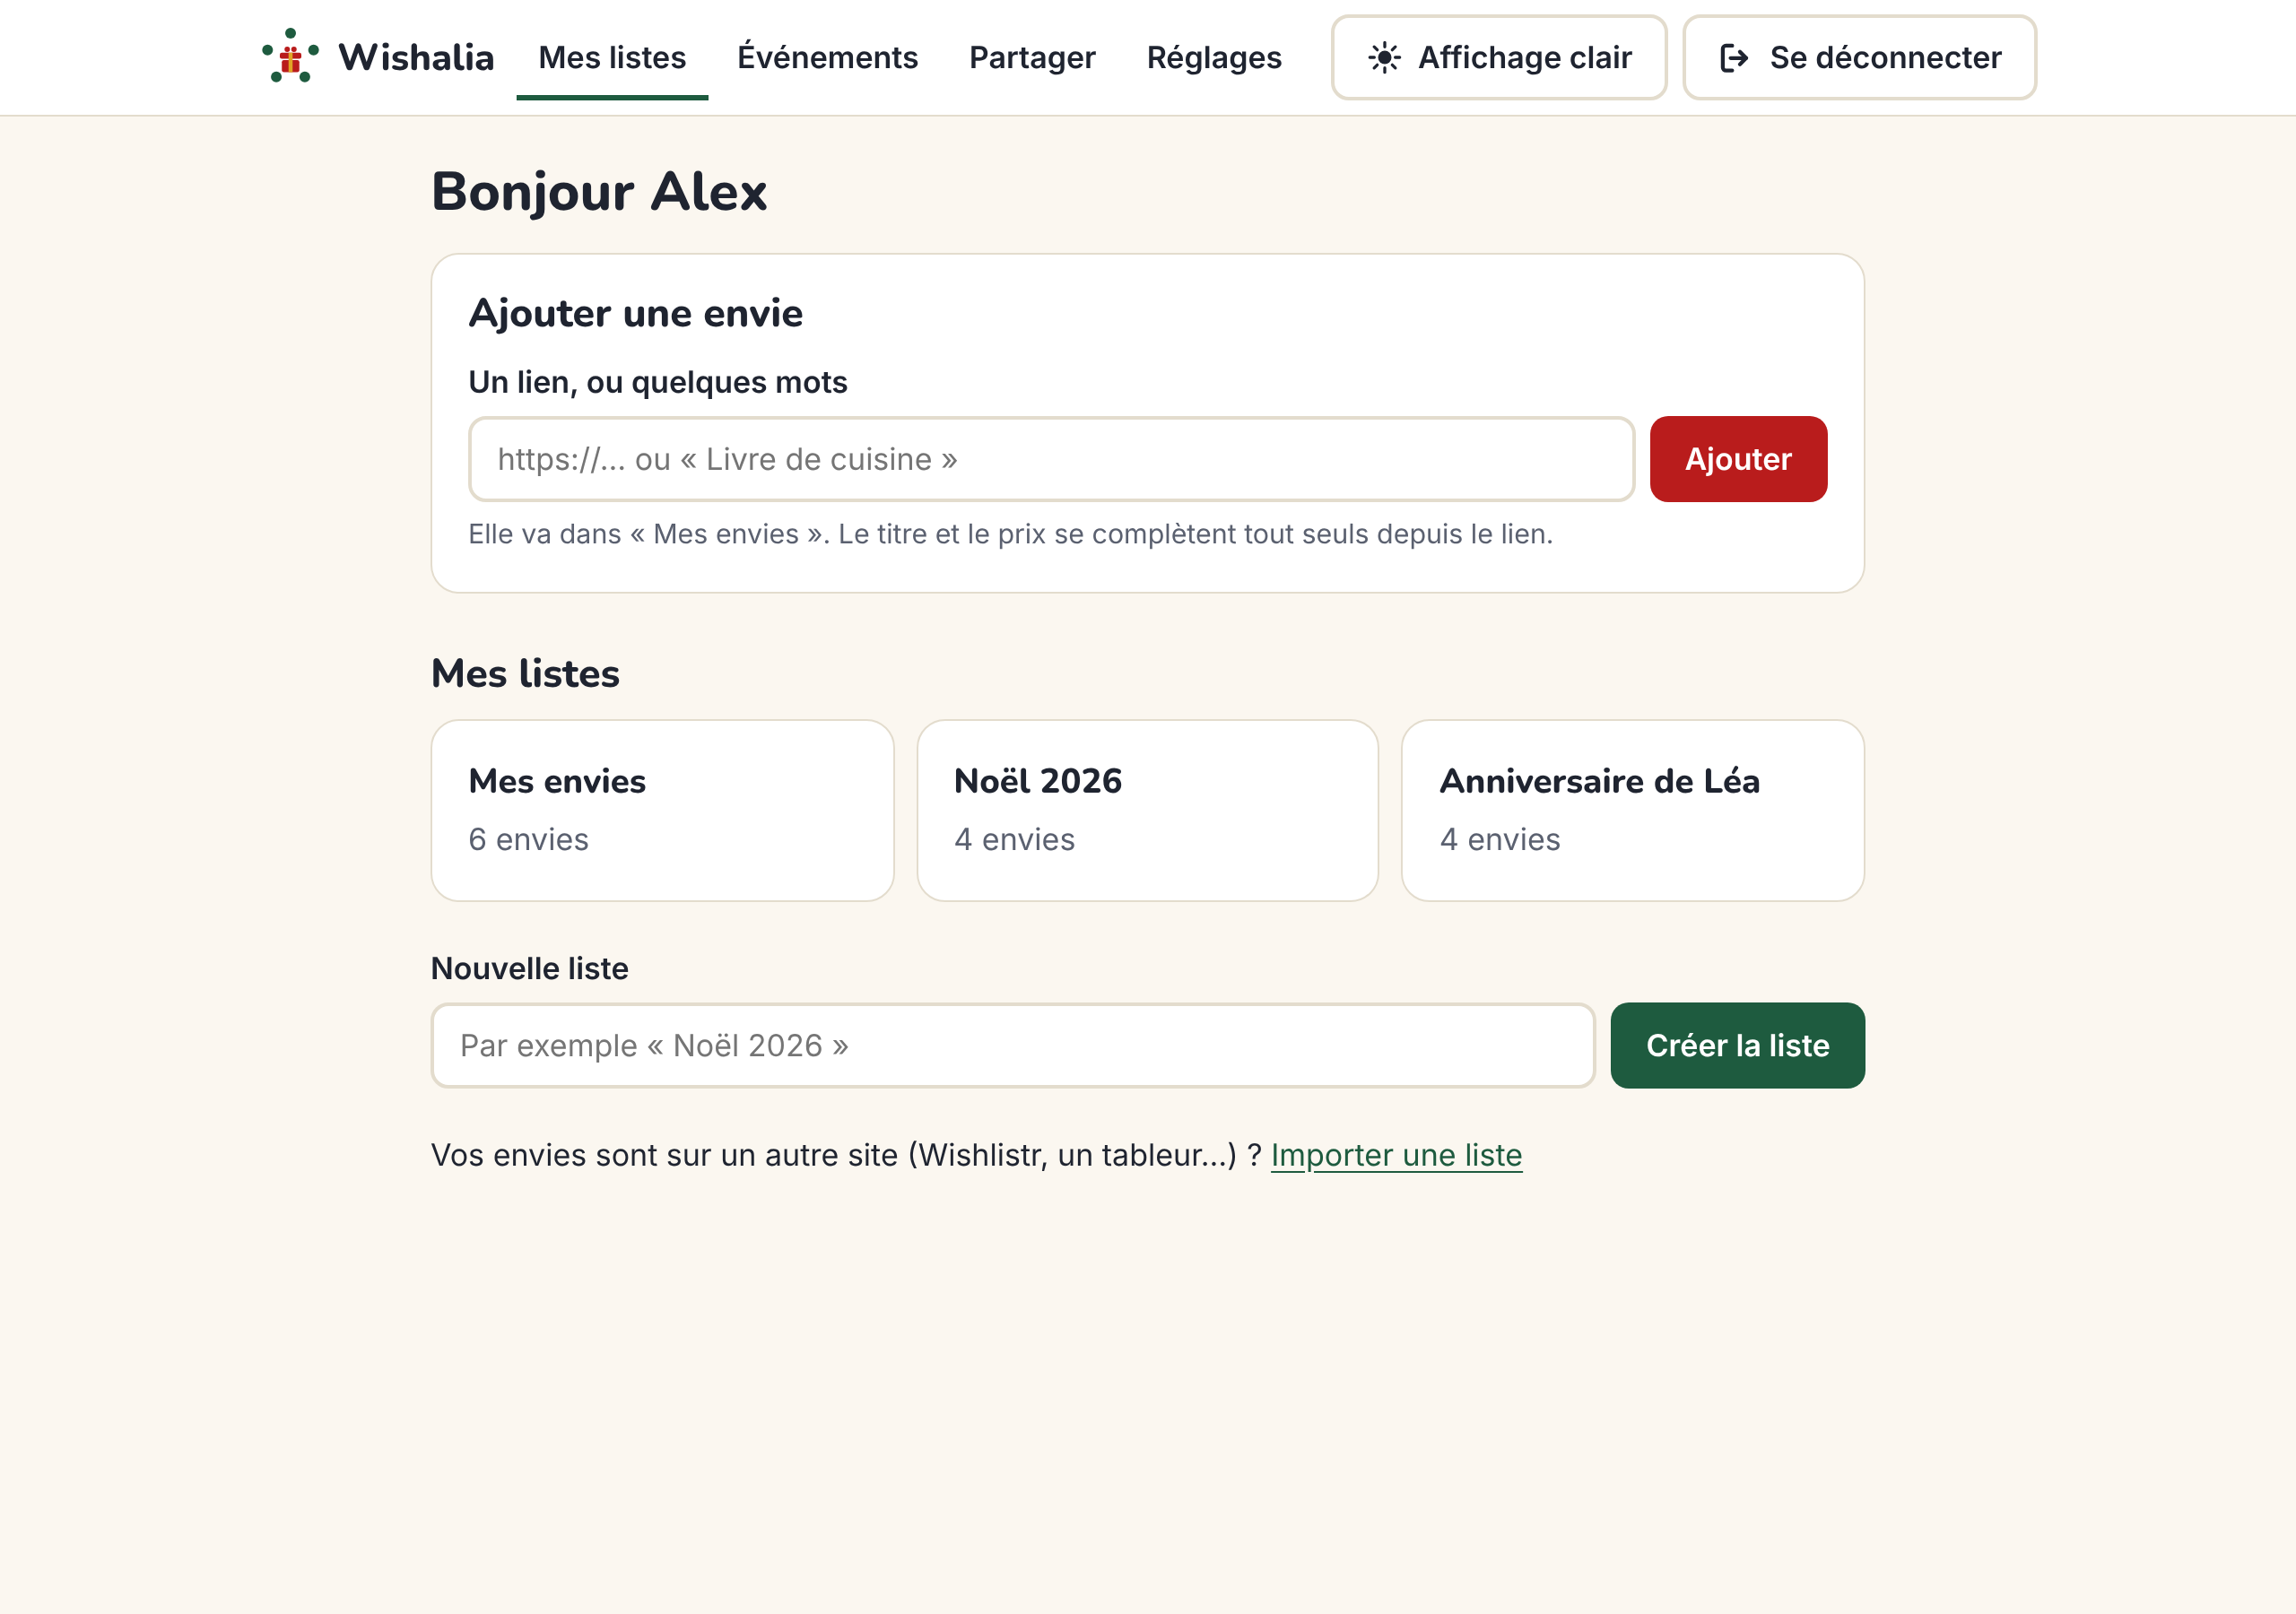 Wishalia
Mes listes
Événements
Partager
Réglages
Affichage clair
Se déconnecter
Bonjour Alex
Ajouter une envie
Un lien, ou quelques mots
https://... ou « Livre de cuisine »
Ajouter
Elle va dans « Mes envies ». Le titre et le prix se complètent tout seuls depuis le lien.
Mes listes
Mes envies
6 envies
Noël 2026
4 envies
Anniversaire de Léa
4 envies
Nouvelle liste
Par exemple « Noël 2026 »
Créer la liste
Vos envies sont sur un autre site (Wishlistr, un tableur...) ? Importer une liste